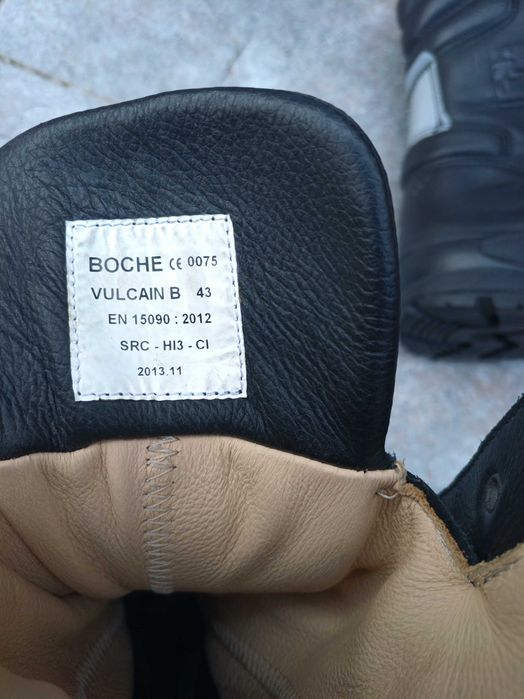 BOCHE CE 0075
VULCAIN B 43
EN 15090 : 2012
SRC - HI3 - CI
2013.11